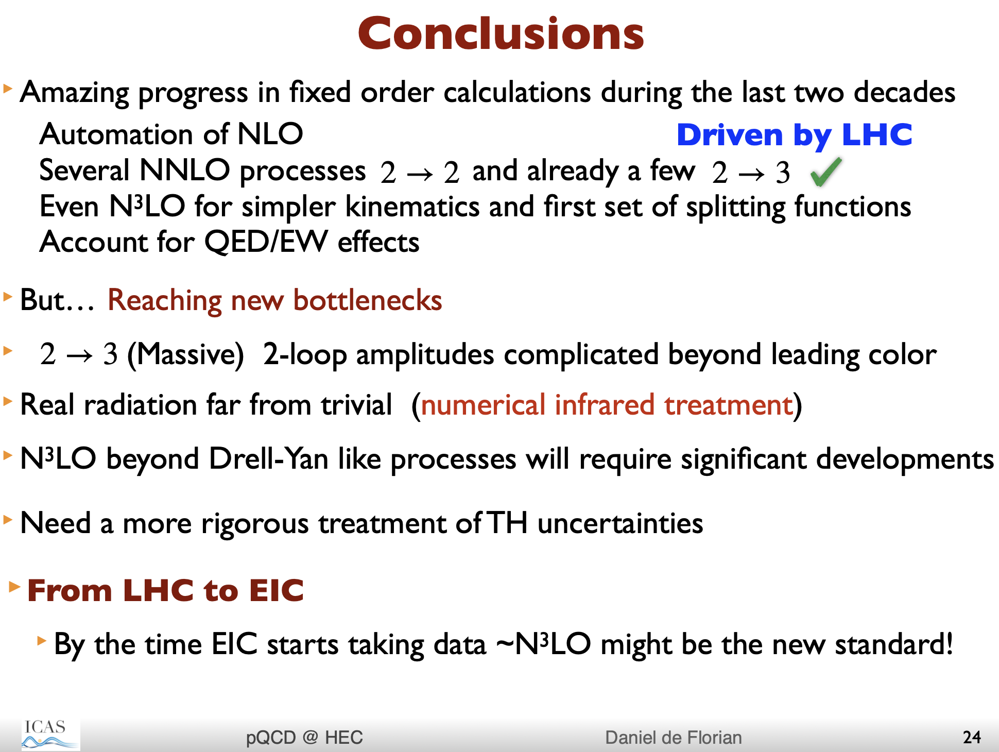 Conclusions
▸ Amazing progress in fixed order calculations during the last two decades
Automation of NLO Driven by LHC
Several NNLO processes 2 → 2 and already a few 2 → 3 ✓
Even N³LO for simpler kinematics and first set of splitting functions
Account for QED/EW effects
▸ But… Reaching new bottlenecks
▸ 2 → 3 (Massive) 2-loop amplitudes complicated beyond leading color
▸ Real radiation far from trivial (numerical infrared treatment)
▸ N³LO beyond Drell-Yan like processes will require significant developments
▸ Need a more rigorous treatment of TH uncertainties
▸ From LHC to EIC
▸ By the time EIC starts taking data ~N³LO might be the new standard!
ICAS pQCD @ HEC Daniel de Florian 24